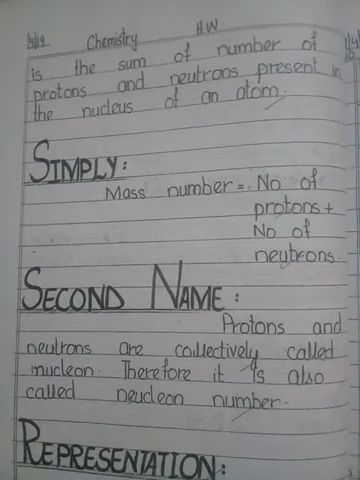 Chemistry HW
is the sum of number of
protons and neutrons present in
the nucleus of an atom.
SIMPLY:
Mass number = No of
protons +
No of
neutrons.
SECOND NAME:
Protons and
neutrons are collectively called
nucleon. Therefore it is also
called neucleon number.
REPRESENTATION: